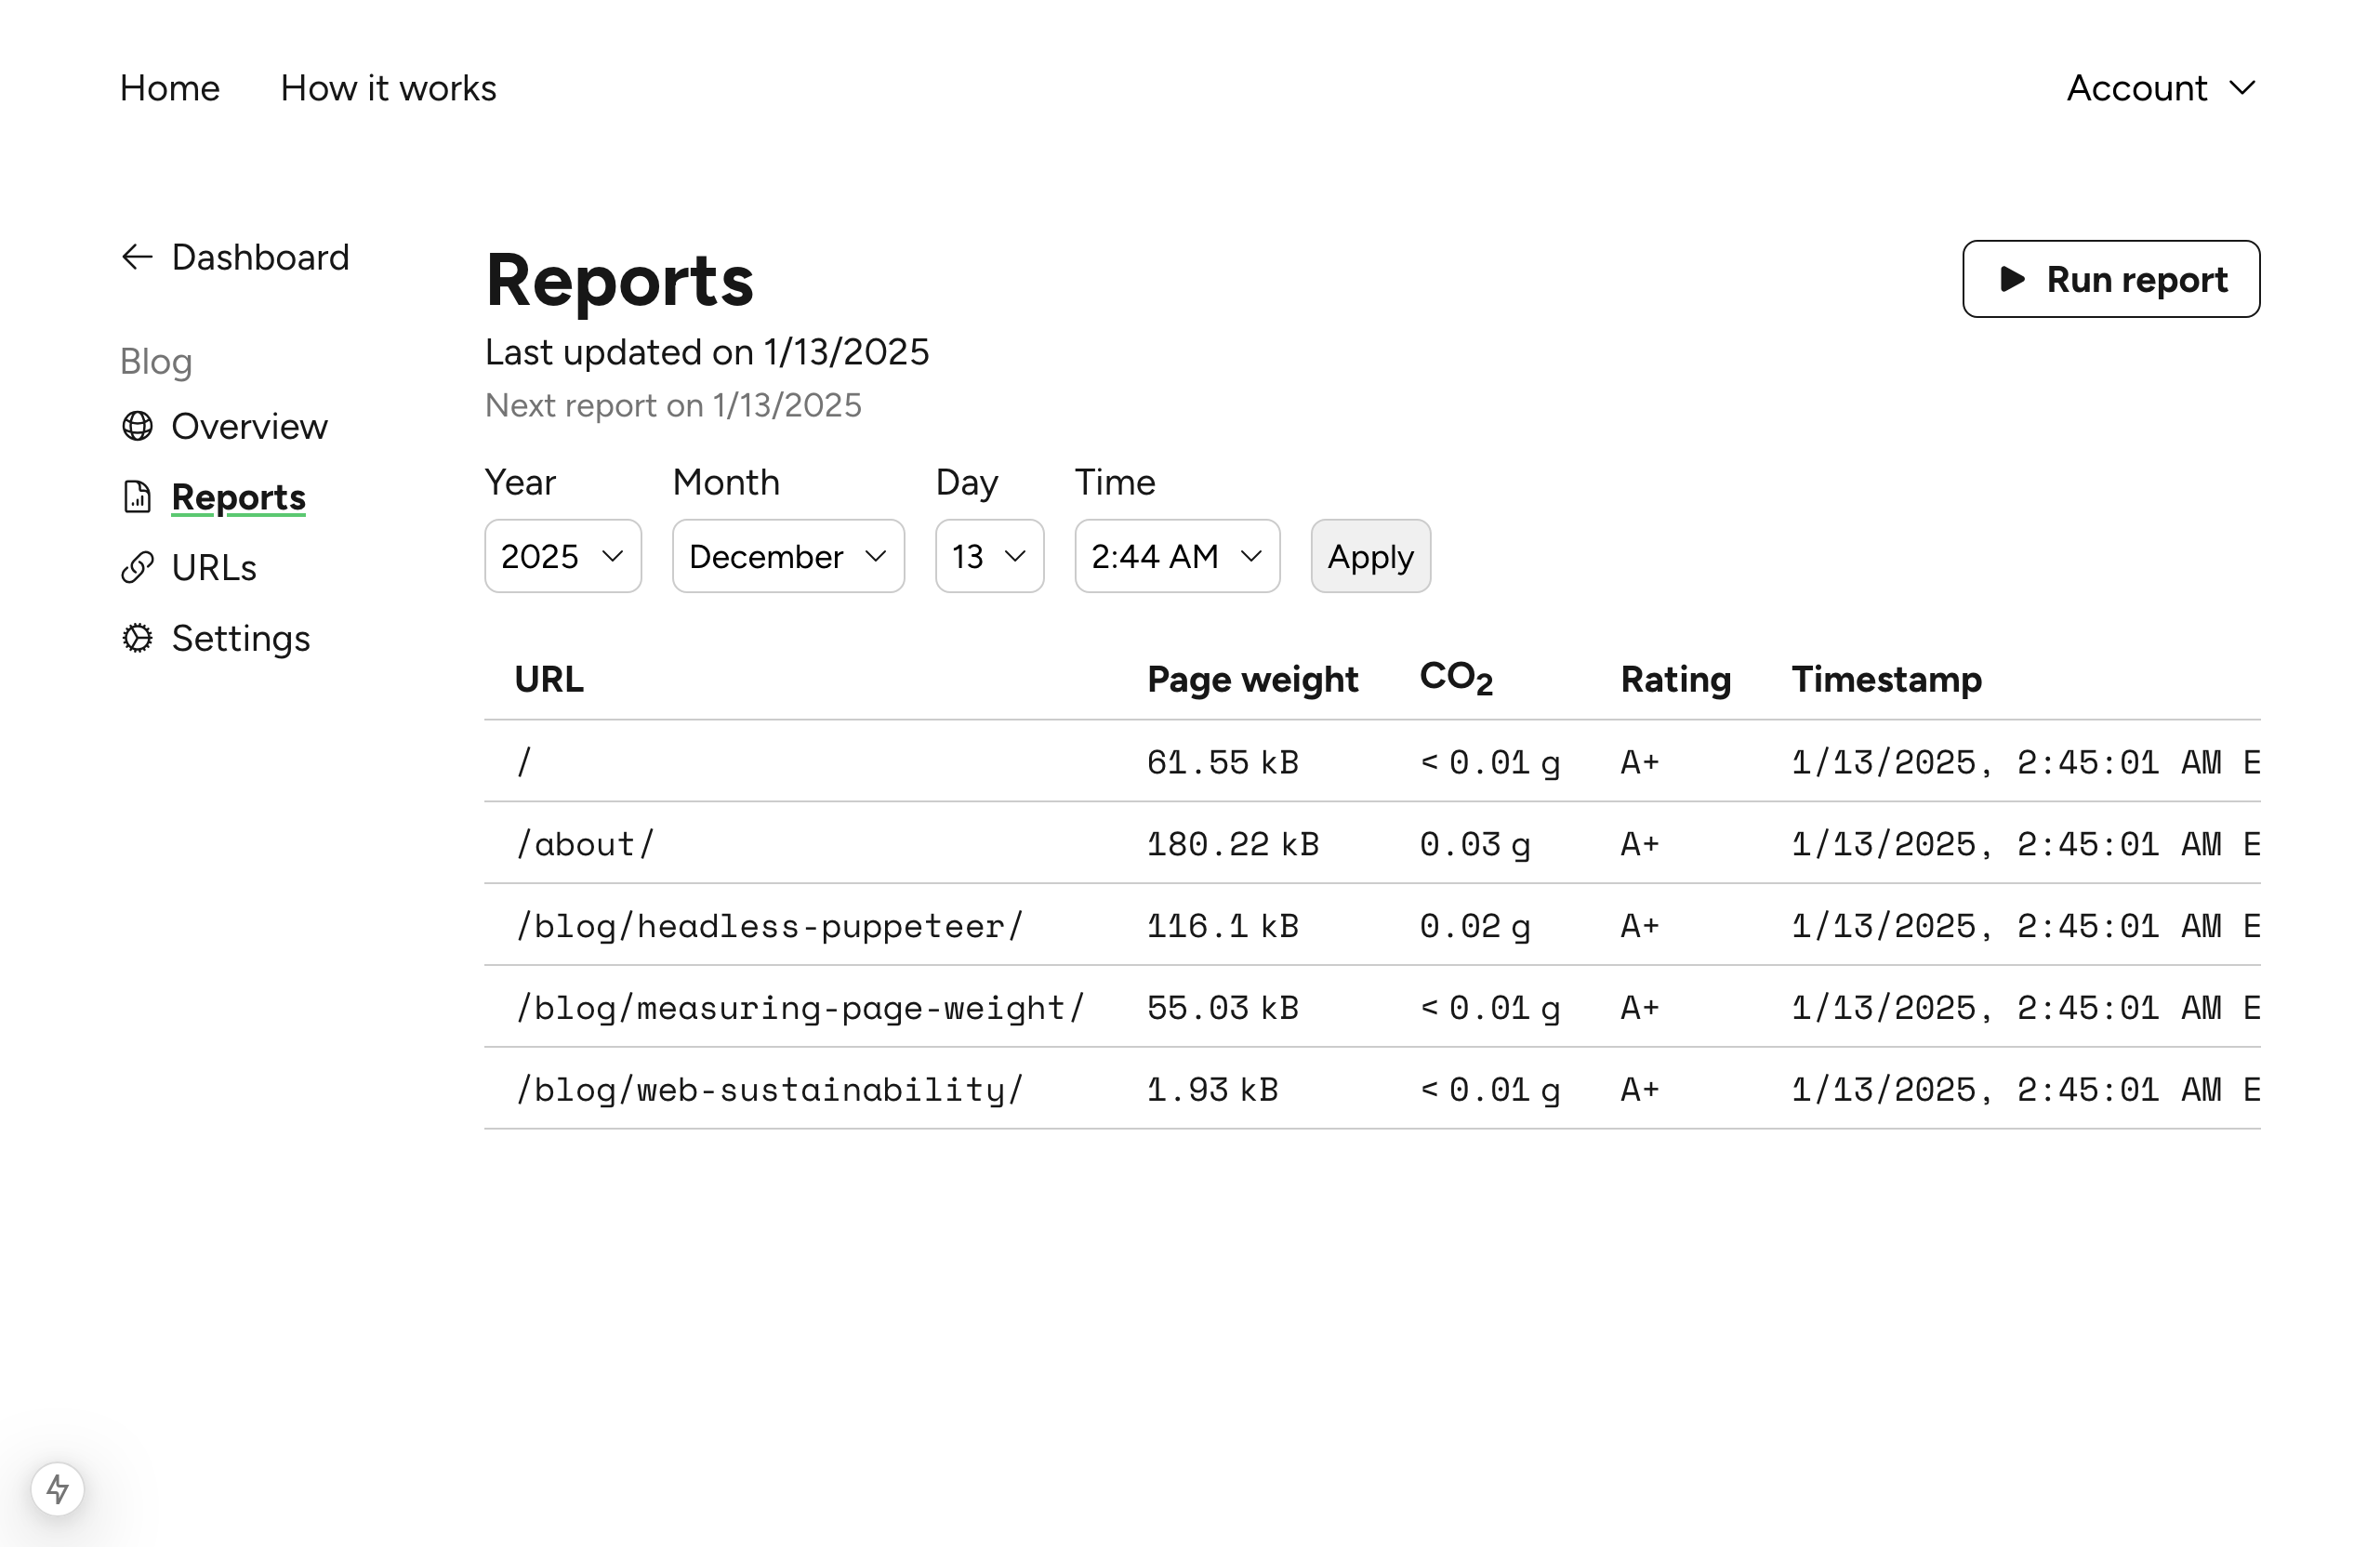 Home How it works Account
Dashboard
Blog
Overview
Reports
URLs
Settings
Reports
Run report
Last updated on 1/13/2025
Next report on 1/13/2025
Year Month Day Time
2025 December 13 2:44 AM Apply
URL Page weight CO₂ Rating Timestamp
/ 61.55 kB < 0.01 g A+ 1/13/2025, 2:45:01 AM E
/about/ 180.22 kB 0.03 g A+ 1/13/2025, 2:45:01 AM E
/blog/headless-puppeteer/ 116.1 kB 0.02 g A+ 1/13/2025, 2:45:01 AM E
/blog/measuring-page-weight/ 55.03 kB < 0.01 g A+ 1/13/2025, 2:45:01 AM E
/blog/web-sustainability/ 1.93 kB < 0.01 g A+ 1/13/2025, 2:45:01 AM E